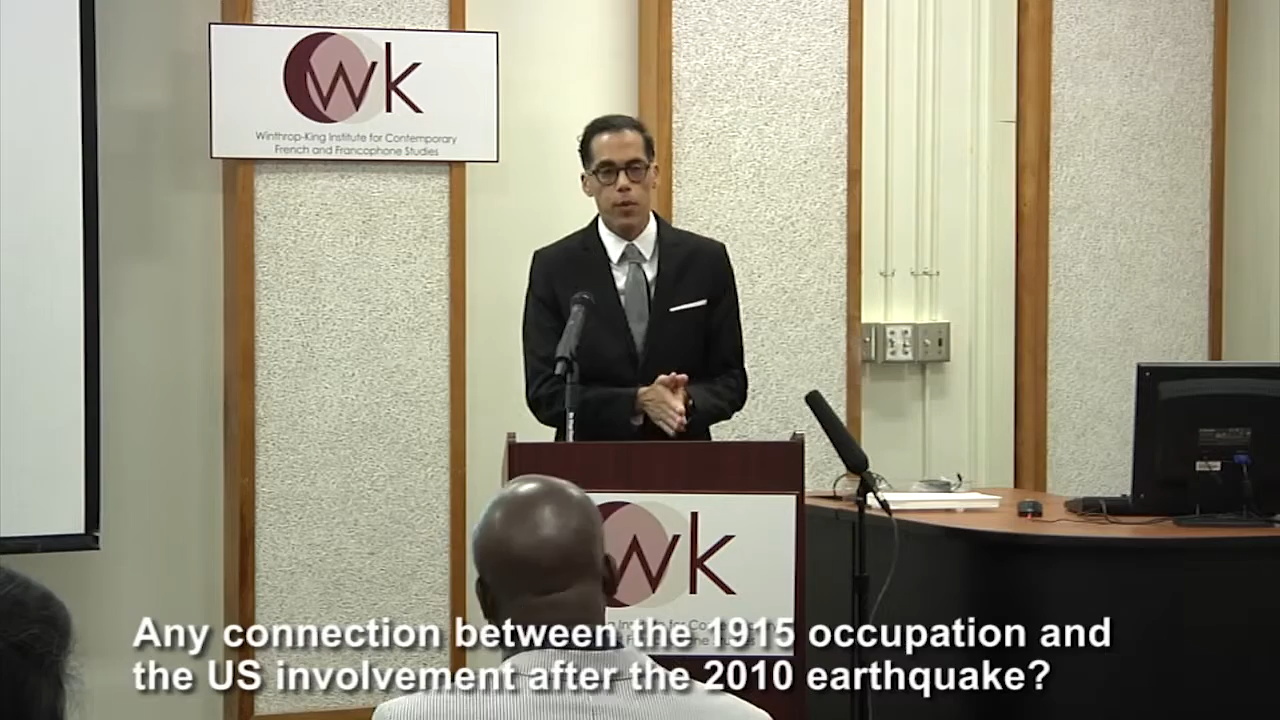 wk
Winthrop-King Institute for Contemporary
French and Francophone Studies
wk
Any connection between the 1915 occupation and
the US involvement after the 2010 earthquake?